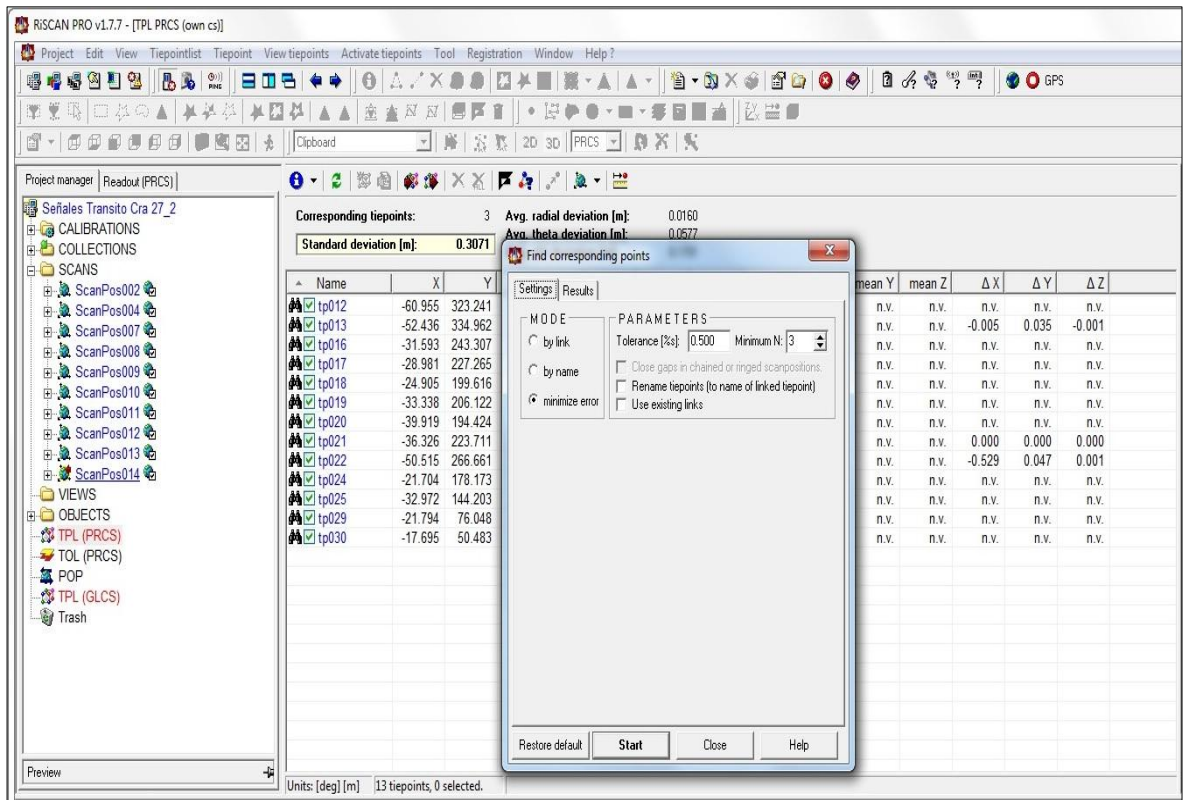 RiSCAN PRO v1.7.7 - [TPL PRCS (own cs)]
Project Edit View Tiepointlist Tiepoint View tiepoints Activate tiepoints Tool Registration Window Help ?
PING GPS
Clipboard 2D 3D PRCS
Project manager Readout (PRCS)
Señales Transito Cra 27_2
CALIBRATIONS
COLLECTIONS
SCANS
ScanPos002
ScanPos004
ScanPos007
ScanPos008
ScanPos009
ScanPos010
ScanPos011
ScanPos012
ScanPos013
ScanPos014
VIEWS
OBJECTS
TPL (PRCS)
TOL (PRCS)
POP
TPL (GLCS)
Trash
Preview
Corresponding tiepoints: 3 Avg. radial deviation [m]: 0.0160
Avg. theta deviation [m]: 0.0577
Standard deviation [m]: 0.3071
Name X Y mean Y mean Z Δ X Δ Y Δ Z
tp012 -60.955 323.241 n.v. n.v. n.v. n.v. n.v.
tp013 -52.436 334.962 n.v. n.v. -0.005 0.035 -0.001
tp016 -31.593 243.307 n.v. n.v. n.v. n.v. n.v.
tp017 -28.981 227.265 n.v. n.v. n.v. n.v. n.v.
tp018 -24.905 199.616 n.v. n.v. n.v. n.v. n.v.
tp019 -33.338 206.122 n.v. n.v. n.v. n.v. n.v.
tp020 -39.919 194.424 n.v. n.v. n.v. n.v. n.v.
tp021 -36.326 223.711 n.v. n.v. 0.000 0.000 0.000
tp022 -50.515 266.661 n.v. n.v. -0.529 0.047 0.001
tp024 -21.704 178.173 n.v. n.v. n.v. n.v. n.v.
tp025 -32.972 144.203 n.v. n.v. n.v. n.v. n.v.
tp029 -21.794 76.048 n.v. n.v. n.v. n.v. n.v.
tp030 -17.695 50.483 n.v. n.v. n.v. n.v. n.v.
Find corresponding points
Settings Results
MODE
by link
by name
minimize error
PARAMETERS
Tolerance [%s]: 0.500 Minimum N: 3
Close gaps in chained or ringed scanpositions.
Rename tiepoints (to name of linked tiepoint)
Use existing links
Restore default Start Close Help
Units: [deg] [m] 13 tiepoints, 0 selected.